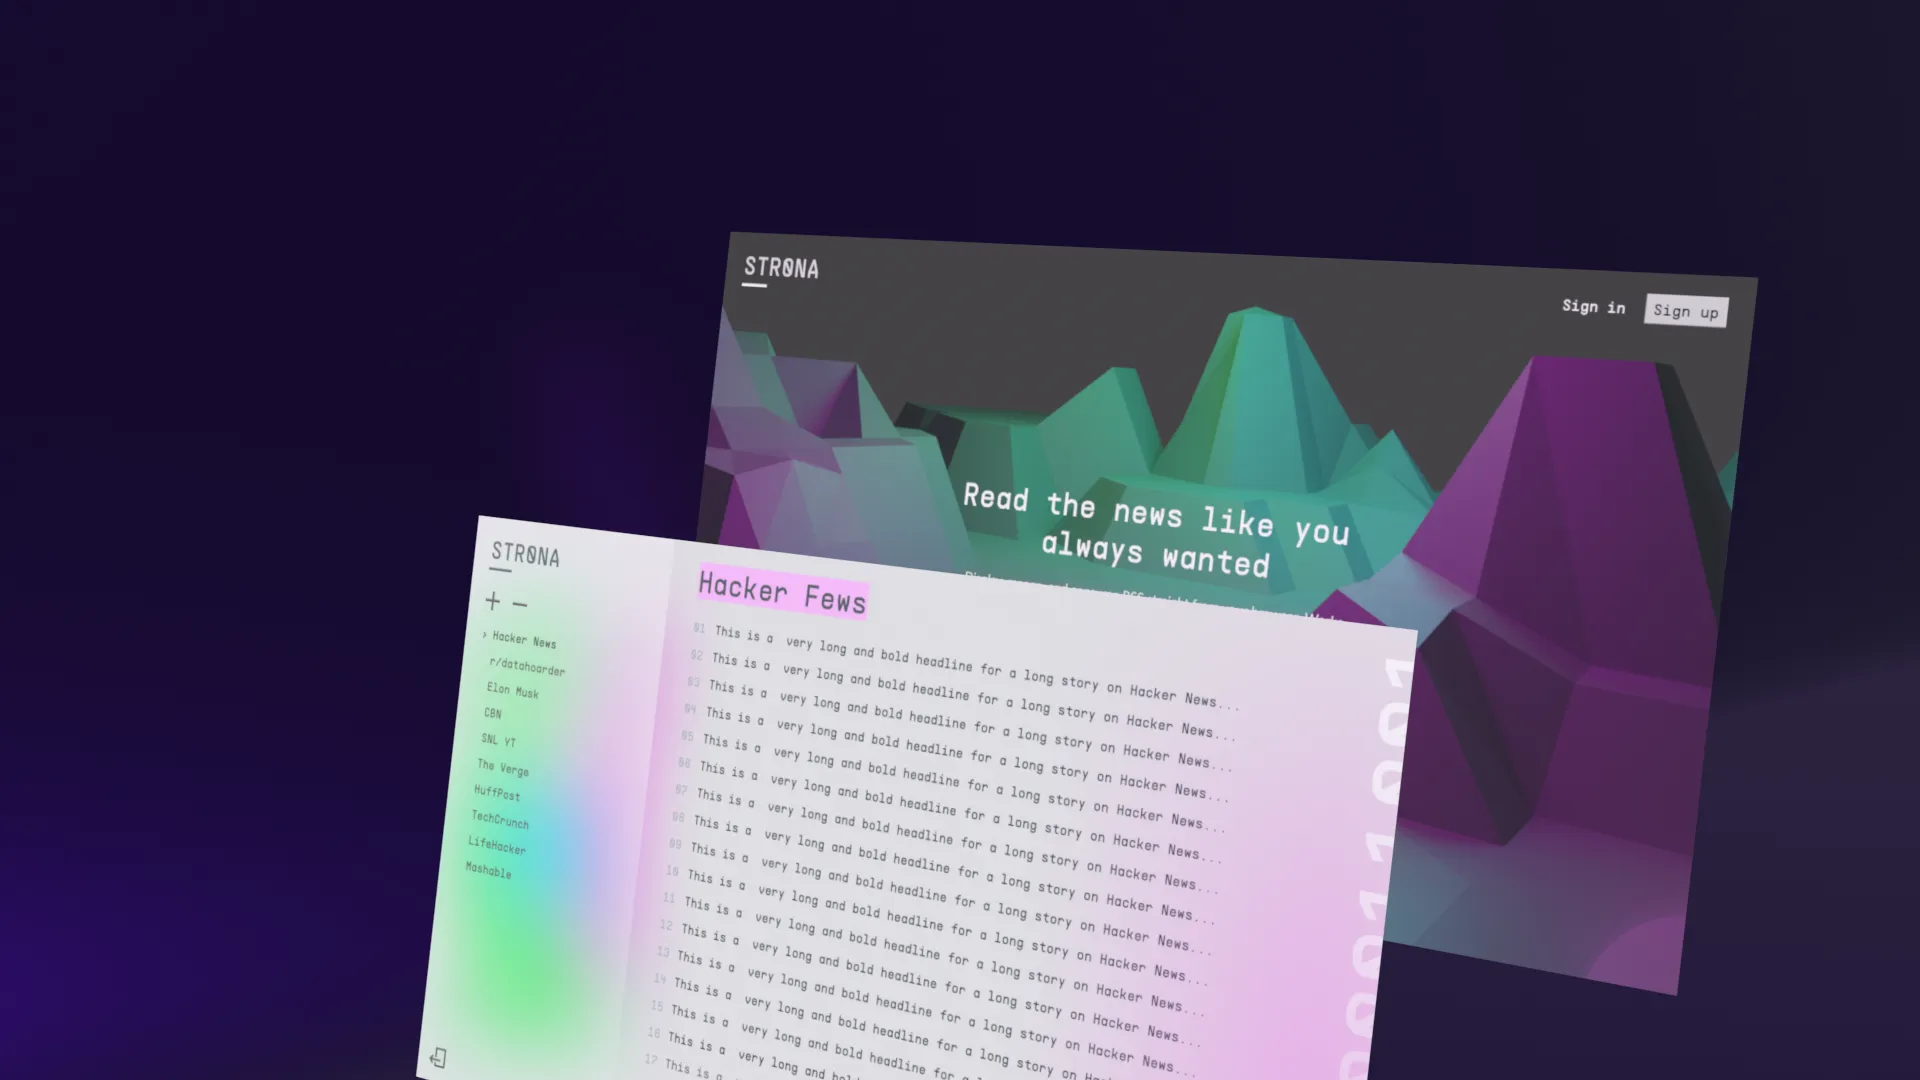 STRØNA
Sign in
Sign up
Read the news like you
always wanted
STRØNA
Hacker News
r/datahoarder
Elon Musk
CBN
SNL YT
The Verge
HuffPost
TechCrunch
LifeHacker
Mashable
Hacker Fews
01 This is a very long and bold headline for a long story on Hacker News...
02 This is a very long and bold headline for a long story on Hacker News...
03 This is a very long and bold headline for a long story on Hacker News...
04 This is a very long and bold headline for a long story on Hacker News...
05 This is a very long and bold headline for a long story on Hacker News...
06 This is a very long and bold headline for a long story on Hacker News...
07 This is a very long and bold headline for a long story on Hacker News...
08 This is a very long and bold headline for a long story on Hacker News...
09 This is a very long and bold headline for a long story on Hacker News...
10 This is a very long and bold headline for a long story on Hacker News...
11 This is a very long and bold headline for a long story on Hacker News...
12 This is a very long and bold headline for a long story on Hacker News...
13 This is a very long and bold headline for a long story on Hacker News...
14 This is a very long and bold headline for a long story on Hacker News...
15 This is a very long and bold headline for a long story on
16 This is a very long and bold headline for a
17 This is a very long and